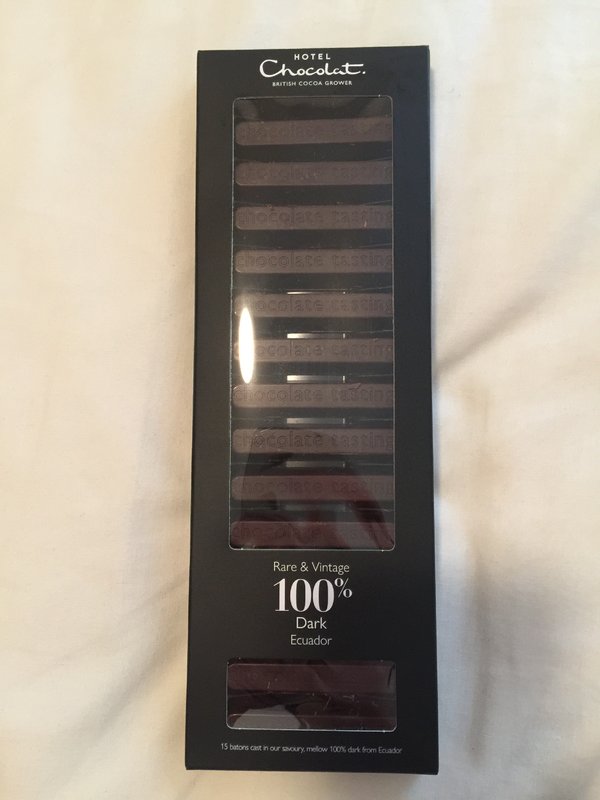 HOTEL
Chocolat.
BRITISH COCOA GROWER
chocolate tasting
chocolate tasting
chocolate tasting
chocolate tasting
chocolate tasting
chocolate tasting
chocolate tasting
chocolate tasting
chocolate tasting
chocolate tasting
Rare & Vintage
100%
Dark
Ecuador
15 batons cast in our savoury, mellow 100% dark from Ecuador